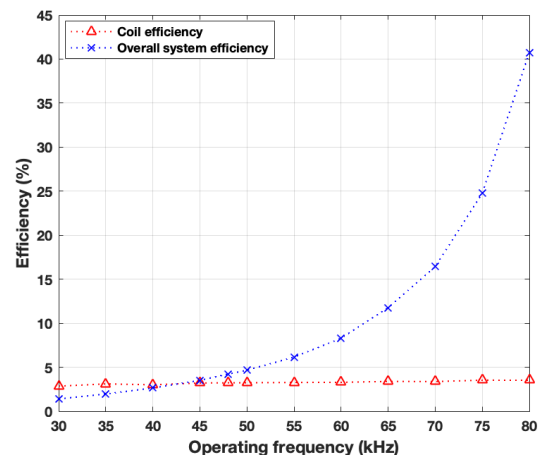 45
40
35
30
25
20
15
10
5
0
Efficiency (%)
Coil efficiency
Overall system efficiency
30 35 40 45 50 55 60 65 70 75 80
Operating frequency (kHz)